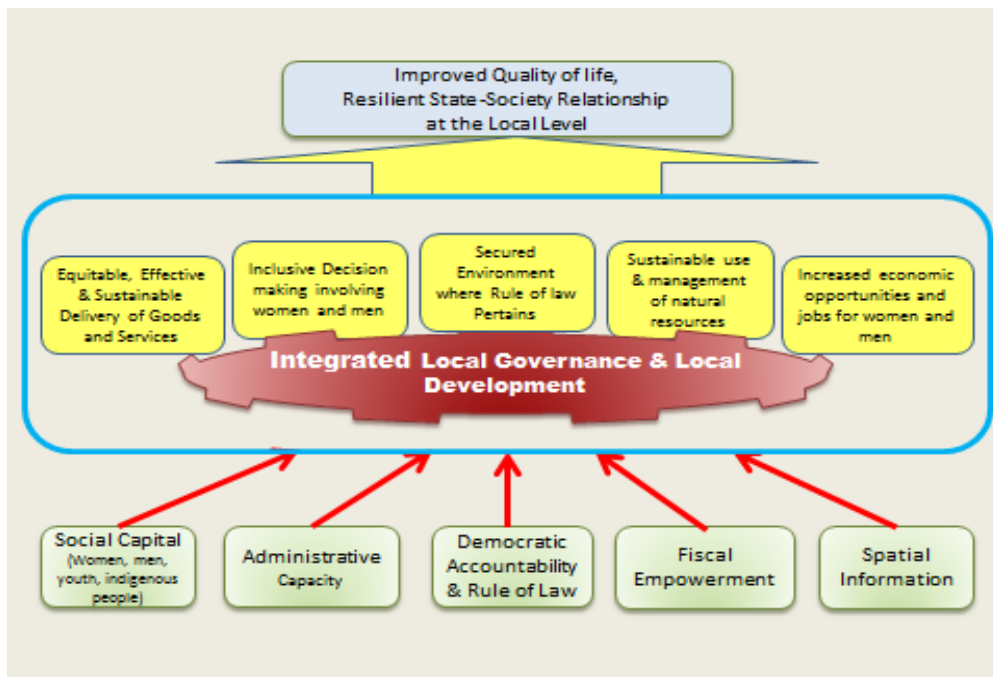 Improved Quality of life,
Resilient State-Society Relationship
at the Local Level
Equitable, Effective
& Sustainable
Delivery of Goods
and Services
Inclusive Decision
making involving
women and men
Secured
Environment
where Rule of law
Pertains
Sustainable use
& management
of natural
resources
Increased economic
opportunities and
jobs for women and
men
Integrated Local Governance & Local
Development
Social Capital
(Women, men,
youth, indigenous
people)
Administrative
Capacity
Democratic
Accountability
& Rule of Law
Fiscal
Empowerment
Spatial
Information